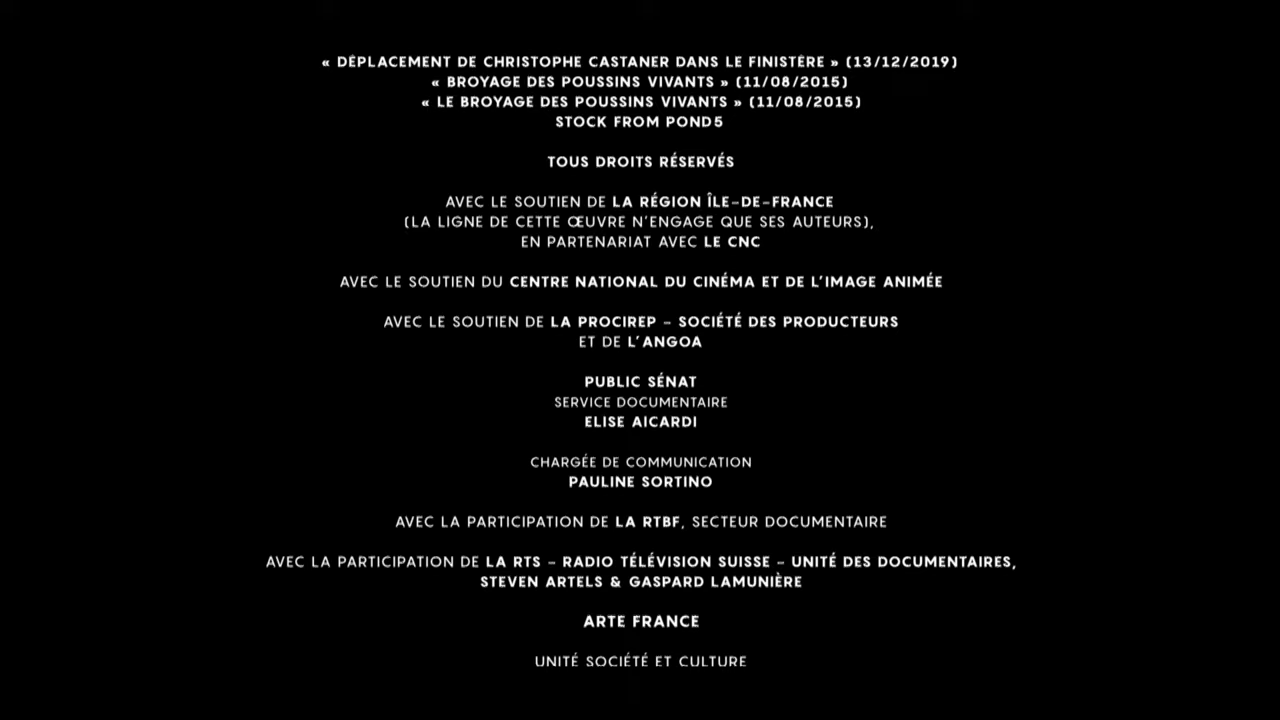 « DÉPLACEMENT DE CHRISTOPHE CASTANER DANS LE FINISTÈRE » (13/12/2019)
« BROYAGE DES POUSSINS VIVANTS » (11/08/2015)
« LE BROYAGE DES POUSSINS VIVANTS » (11/08/2015)
STOCK FROM POND5
TOUS DROITS RÉSERVÉS
AVEC LE SOUTIEN DE LA RÉGION ÎLE-DE-FRANCE
(LA LIGNE DE CETTE ŒUVRE N'ENGAGE QUE SES AUTEURS),
EN PARTENARIAT AVEC LE CNC
AVEC LE SOUTIEN DU CENTRE NATIONAL DU CINÉMA ET DE L'IMAGE ANIMÉE
AVEC LE SOUTIEN DE LA PROCIREP - SOCIÉTÉ DES PRODUCTEURS
ET DE L'ANGOA
PUBLIC SÉNAT
SERVICE DOCUMENTAIRE
ELISE AICARDI
CHARGÉE DE COMMUNICATION
PAULINE SORTINO
AVEC LA PARTICIPATION DE LA RTBF, SECTEUR DOCUMENTAIRE
AVEC LA PARTICIPATION DE LA RTS - RADIO TÉLÉVISION SUISSE - UNITÉ DES DOCUMENTAIRES,
STEVEN ARTELS & GASPARD LAMUNIÈRE
ARTE FRANCE
UNITÉ SOCIÉTÉ ET CULTURE